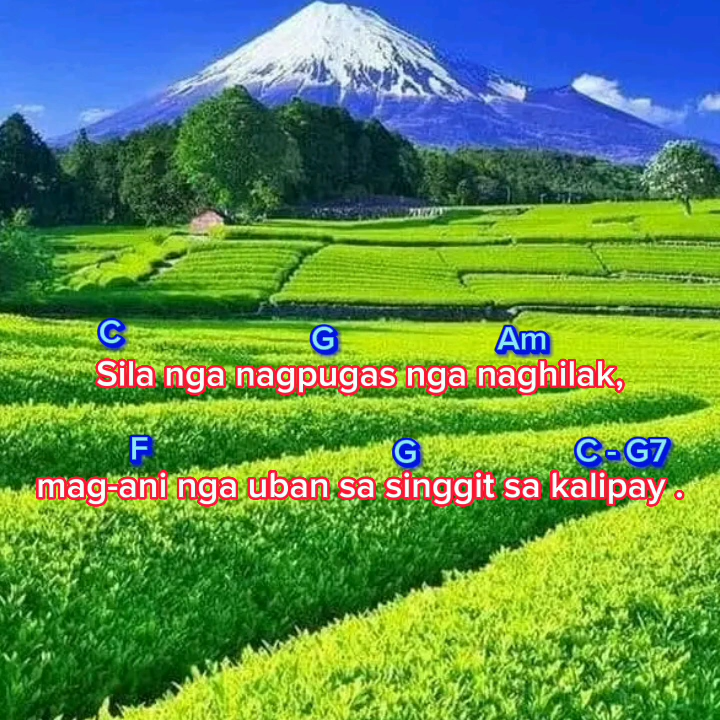 C G Am
Sila nga nagpugas nga naghilak,
F G C - G7
mag-ani nga uban sa singgit sa kalipay .